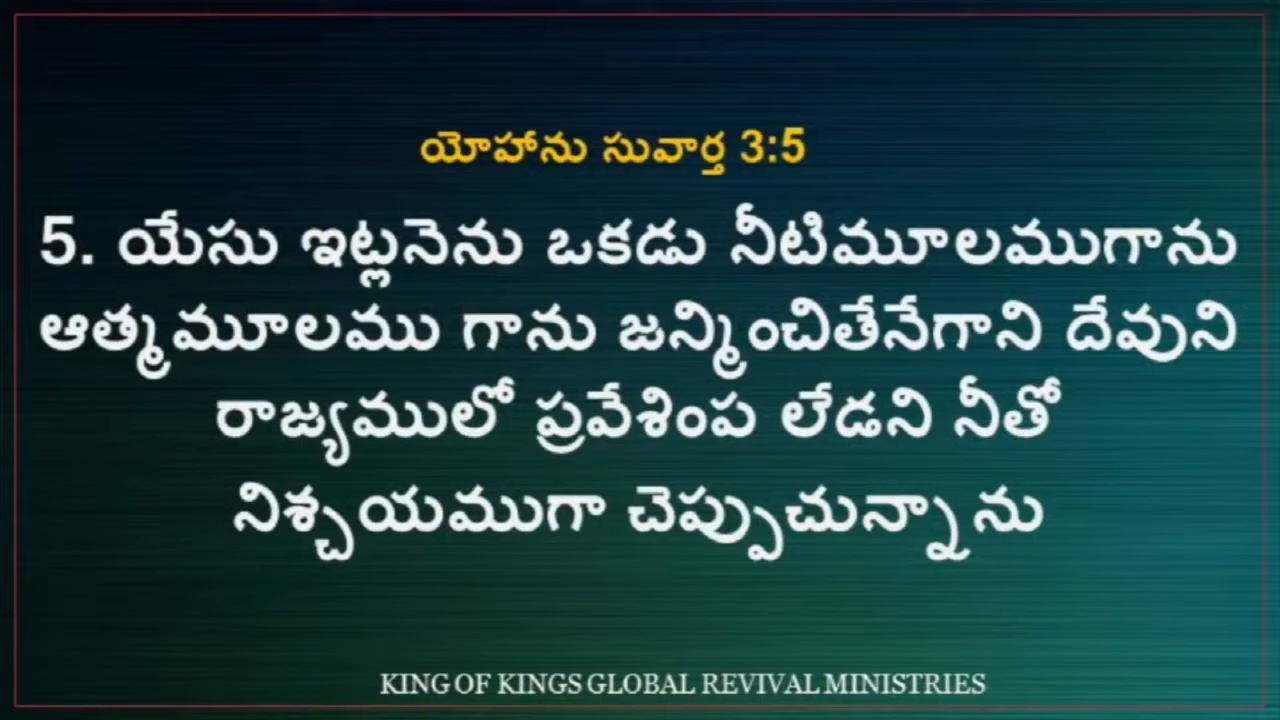 యోహాను సువార్త 3:5
5. యేసు ఇట్లనెను ఒకడు నీటిమూలముగాను
ఆత్మమూలము గాను జన్మించితేనేగాని దేవుని
రాజ్యములో ప్రవేశింప లేడని నీతో
నిశ్చయముగా చెప్పుచున్నాను
KING OF KINGS GLOBAL REVIVAL MINISTRIES